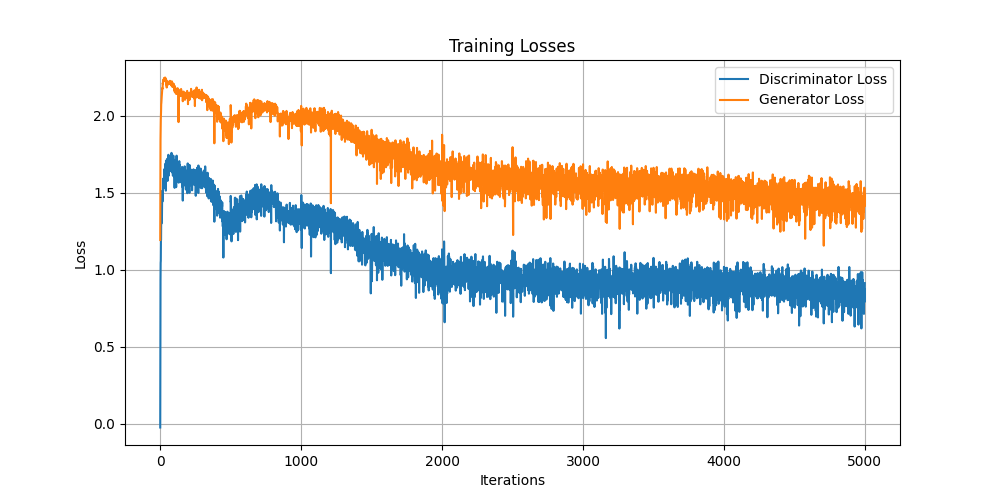 Training Losses
Discriminator Loss
Generator Loss
2.0
1.5
1.0
0.5
0.0
Loss
0 1000 2000 3000 4000 5000
Iterations